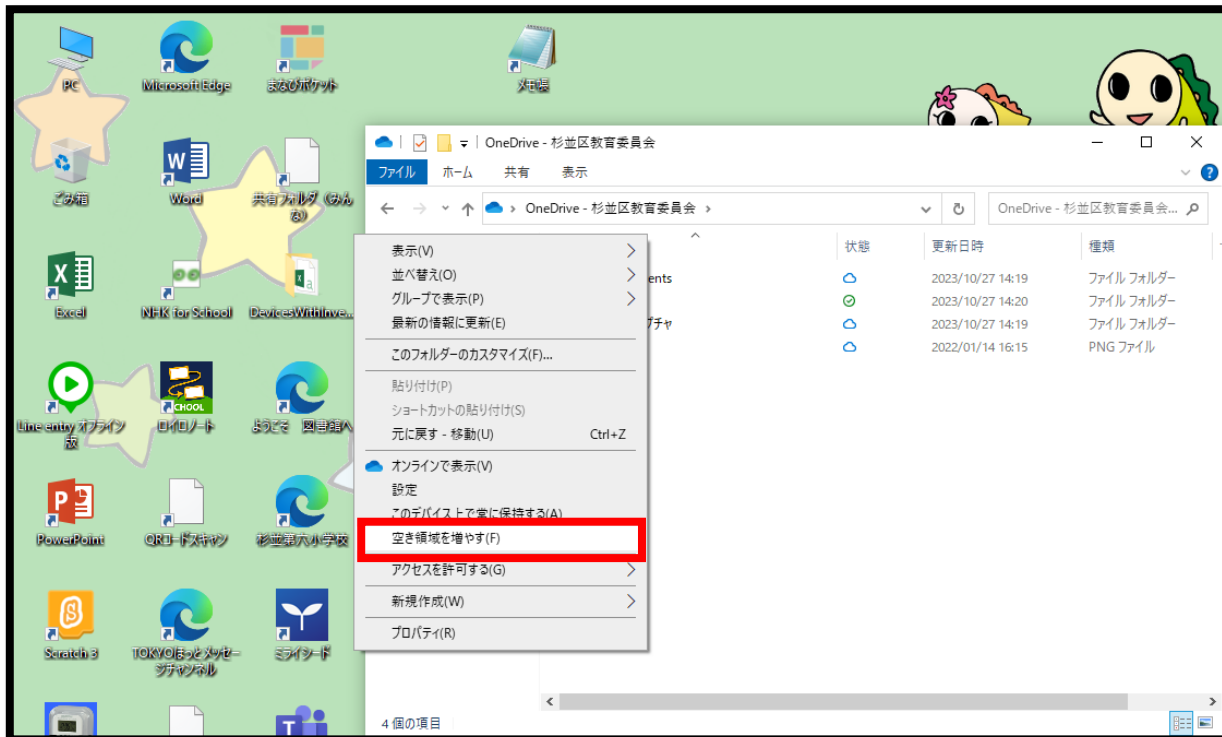 PC
Microsoft Edge
まなびポケット
メモ帳
ごみ箱
Word
共有フォルダ (みん
な)
Excel
NHK for School
DevicesWithInve...
Line entry オフライン
版
SCHOOL
ロイロノート
ようこそ 図書館へ
PowerPoint
QRコードスキャン
杉並第六小学校
Scratch 3
TOKYOほっとメッセー
ジチャンネル
ミライシード
OneDrive - 杉並区教育委員会
ファイル ホーム 共有 表示
OneDrive - 杉並区教育委員会
OneDrive - 杉並区教育委員会...
状態 更新日時 種類
ents 2023/10/27 14:19 ファイル フォルダー
2023/10/27 14:20 ファイル フォルダー
プチャ 2023/10/27 14:19 ファイル フォルダー
2022/01/14 16:15 PNG ファイル
表示(V)
並べ替え(O)
グループで表示(P)
最新の情報に更新(E)
このフォルダーのカスタマイズ(F)...
貼り付け(P)
ショートカットの貼り付け(S)
元に戻す - 移動(U) Ctrl+Z
オンラインで表示(V)
設定
このデバイス上で常に保持する(A)
空き領域を増やす(F)
アクセスを許可する(G)
新規作成(W)
プロパティ(R)
4 個の項目